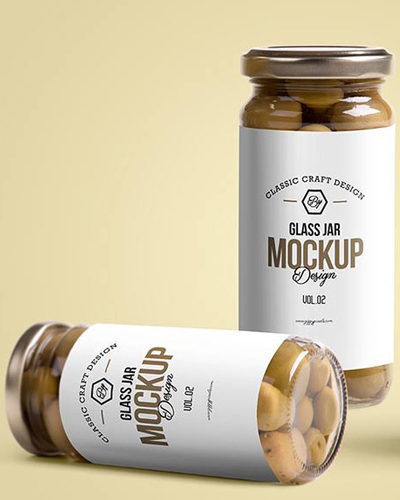 CLASSIC CRAFT DESIGN
By
GLASS JAR
MOCKUP
Design
VOL.02
CLASSIC CRAFT DESIGN
By
GLASS JAR
MOCKUP
Design
VOL.02